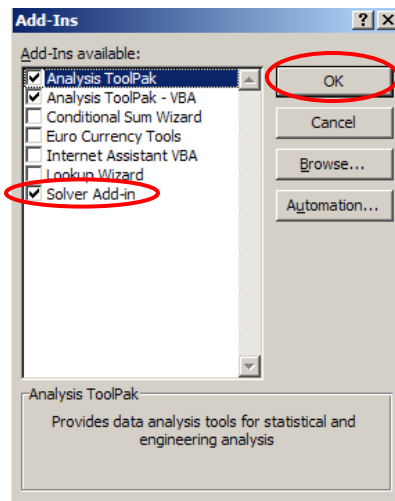 Add-Ins
Add-Ins available:
Analysis ToolPak
Analysis ToolPak - VBA
Conditional Sum Wizard
Euro Currency Tools
Internet Assistant VBA
Lookup Wizard
Solver Add-in
OK
Cancel
Browse...
Automation...
Analysis ToolPak
Provides data analysis tools for statistical and
engineering analysis